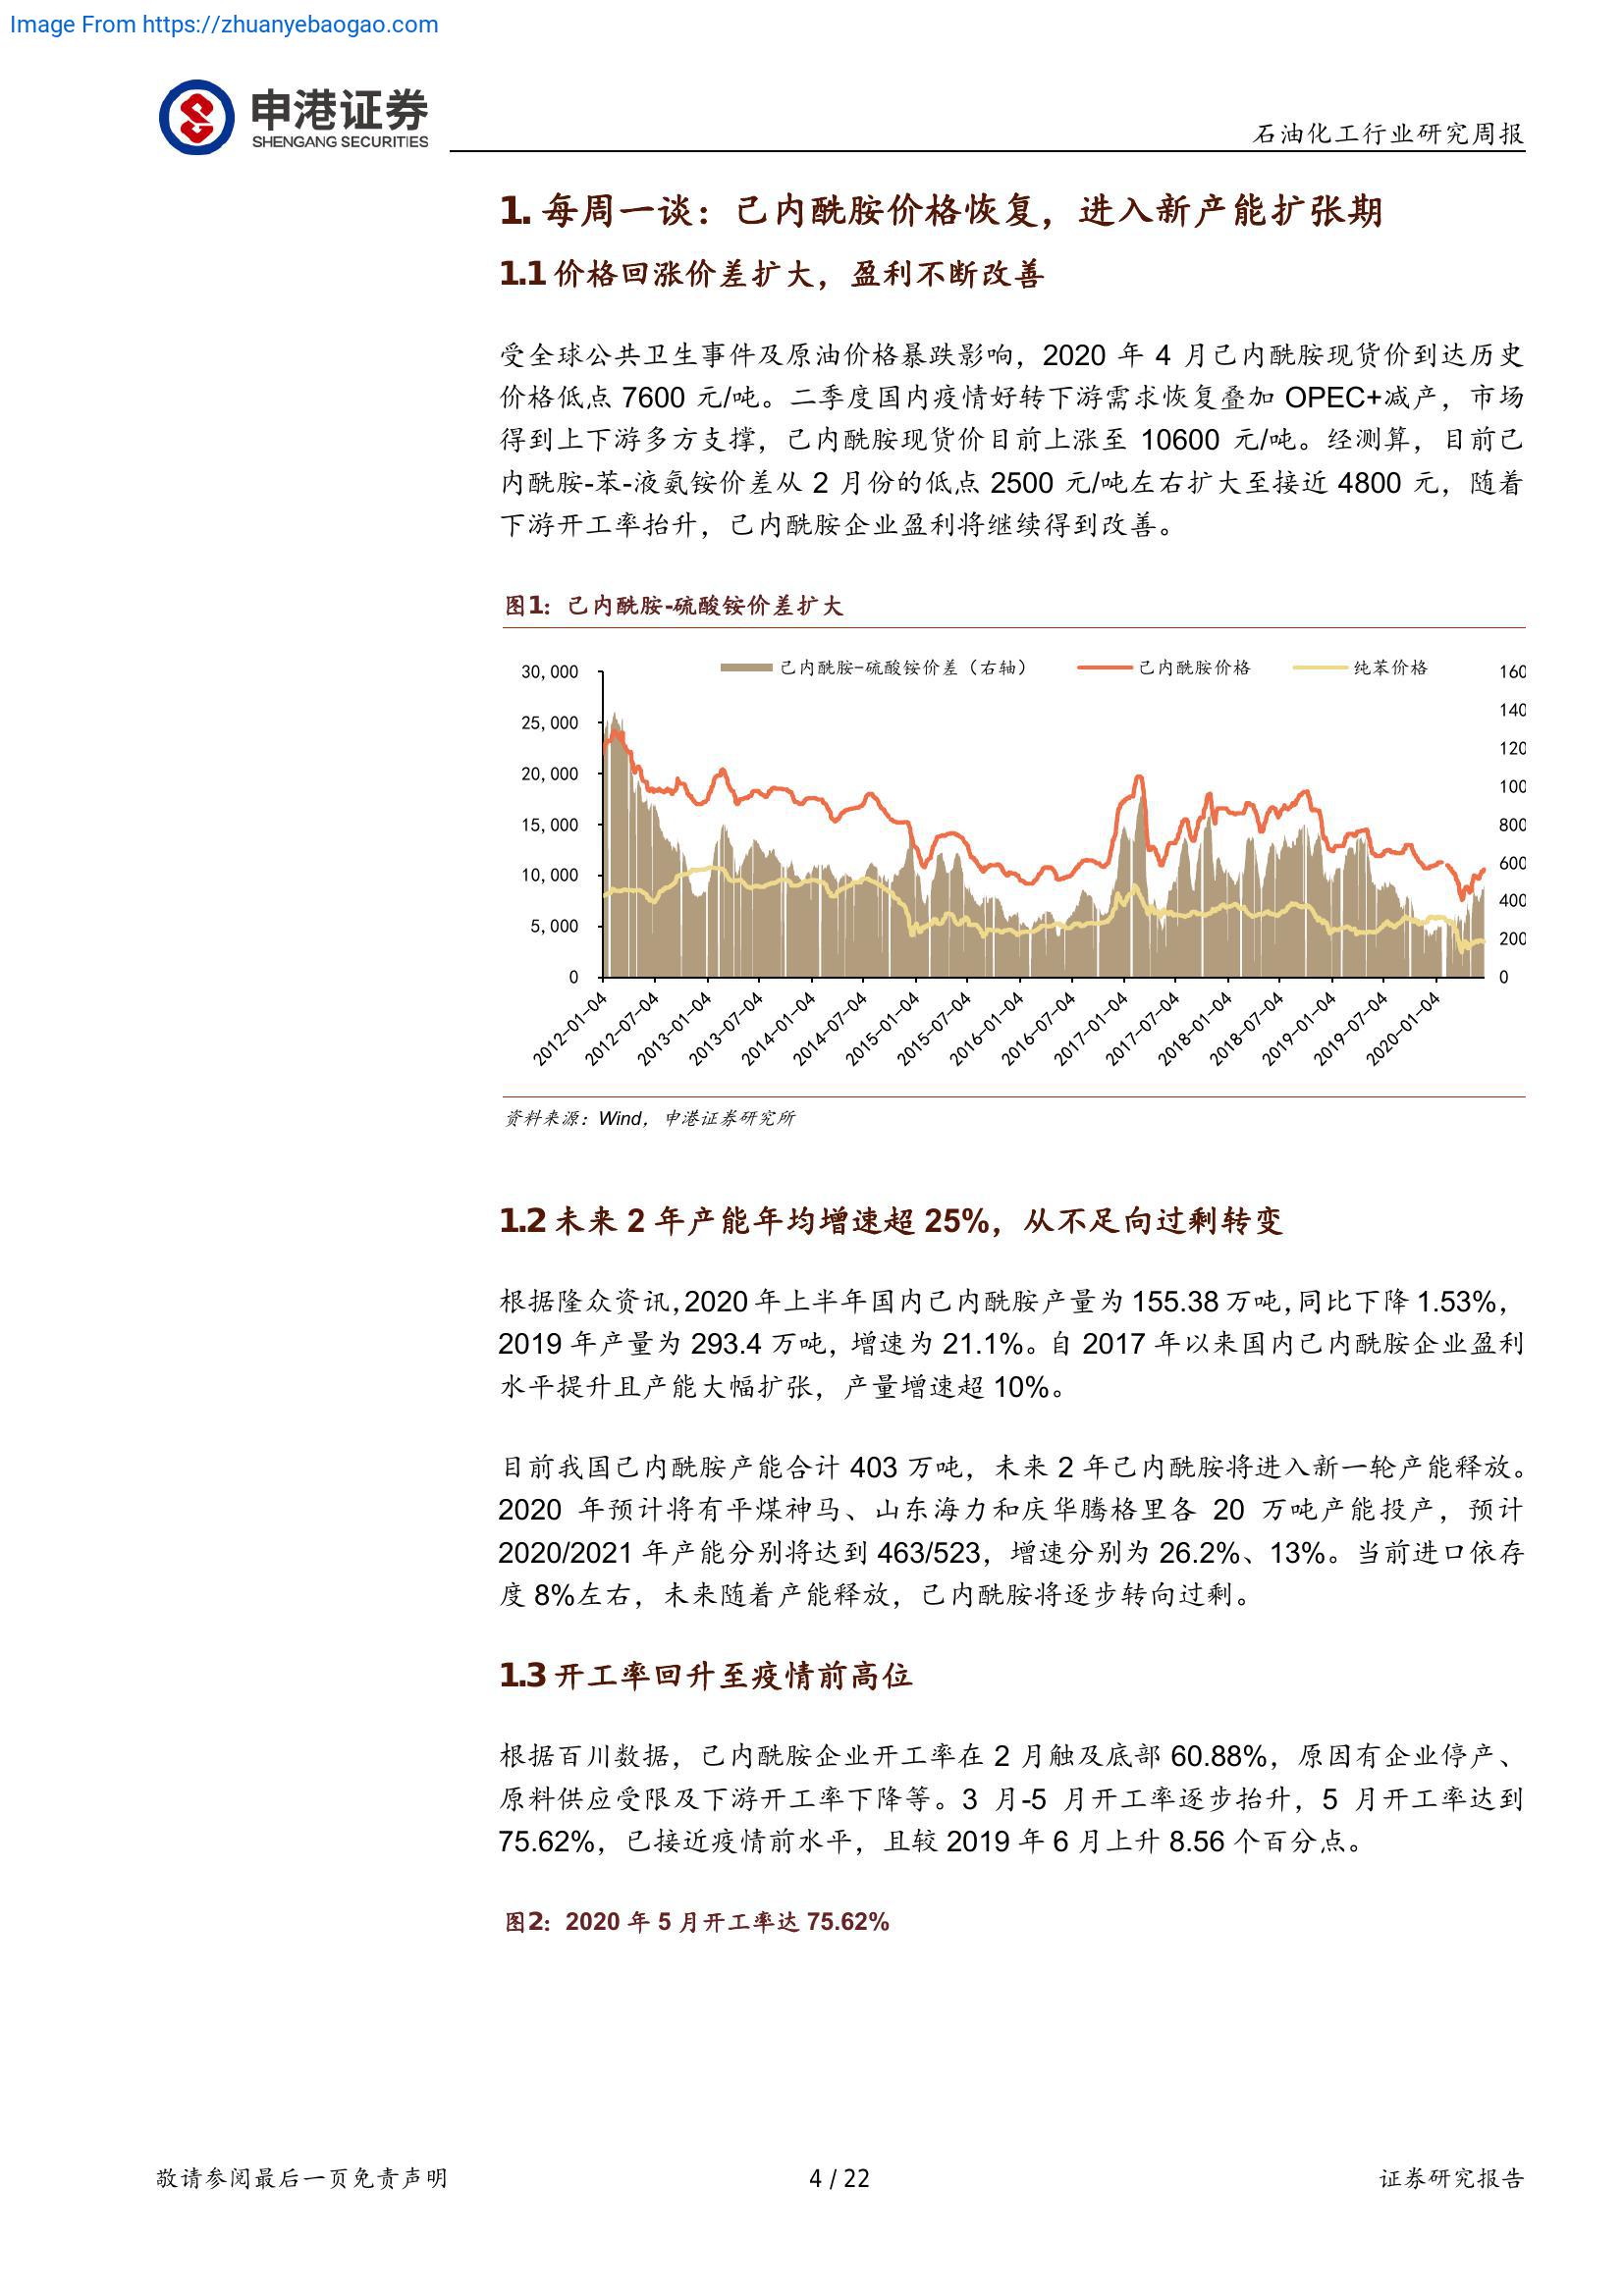 Image From https://zhuanyebaogao.com
申港证券
SHENGANG SECURITIES
石油化工行业研究周报
1. 每周一谈：己内酰胺价格恢复，进入新产能扩张期
1.1 价格回涨价差扩大，盈利不断改善
受全球公共卫生事件及原油价格暴跌影响，2020 年 4 月己内酰胺现货价到达历史
价格低点 7600 元/吨。二季度国内疫情好转下游需求恢复叠加 OPEC+减产，市场
得到上下游多方支撑，己内酰胺现货价目前上涨至 10600 元/吨。经测算，目前己
内酰胺-苯-液氨铵价差从 2 月份的低点 2500 元/吨左右扩大至接近 4800 元，随着
下游开工率抬升，己内酰胺企业盈利将继续得到改善。
图1：己内酰胺-硫酸铵价差扩大
己内酰胺-硫酸铵价差（右轴）
己内酰胺价格
纯苯价格
30,000
25,000
20,000
15,000
10,000
5,000
0
160
140
120
100
800
600
400
200
0
2012-01-04
2012-07-04
2013-01-04
2013-07-04
2014-01-04
2014-07-04
2015-01-04
2015-07-04
2016-01-04
2016-07-04
2017-01-04
2017-07-04
2018-01-04
2018-07-04
2019-01-04
2019-07-04
2020-01-04
资料来源：Wind，申港证券研究所
1.2 未来 2 年产能年均增速超 25%，从不足向过剩转变
根据隆众资讯，2020 年上半年国内己内酰胺产量为 155.38 万吨，同比下降 1.53%，
2019 年产量为 293.4 万吨，增速为 21.1%。自 2017 年以来国内己内酰胺企业盈利
水平提升且产能大幅扩张，产量增速超 10%。
目前我国己内酰胺产能合计 403 万吨，未来 2 年己内酰胺将进入新一轮产能释放。
2020 年预计将有平煤神马、山东海力和庆华腾格里各 20 万吨产能投产，预计
2020/2021 年产能分别将达到 463/523，增速分别为 26.2%、13%。当前进口依存
度 8%左右，未来随着产能释放，己内酰胺将逐步转向过剩。
1.3 开工率回升至疫情前高位
根据百川数据，己内酰胺企业开工率在 2 月触及底部 60.88%，原因有企业停产、
原料供应受限及下游开工率下降等。3 月-5 月开工率逐步抬升，5 月开工率达到
75.62%，已接近疫情前水平，且较 2019 年 6 月上升 8.56 个百分点。
图2：2020 年 5 月开工率达 75.62%
敬请参阅最后一页免责声明
4 / 22
证券研究报告